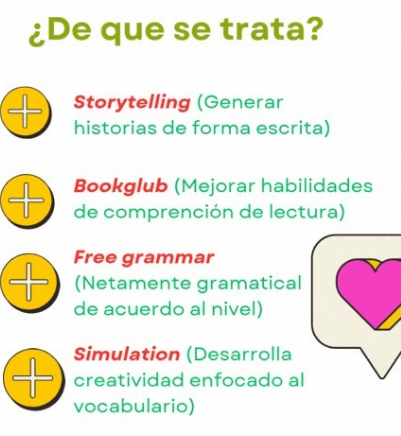 ¿De que se trata?
Storytelling (Generar
historias de forma escrita)
Bookglub (Mejorar habilidades
de comprención de lectura)
Free grammar
(Netamente gramatical
de acuerdo al nivel)
Simulation (Desarrolla
creatividad enfocado al
vocabulario)